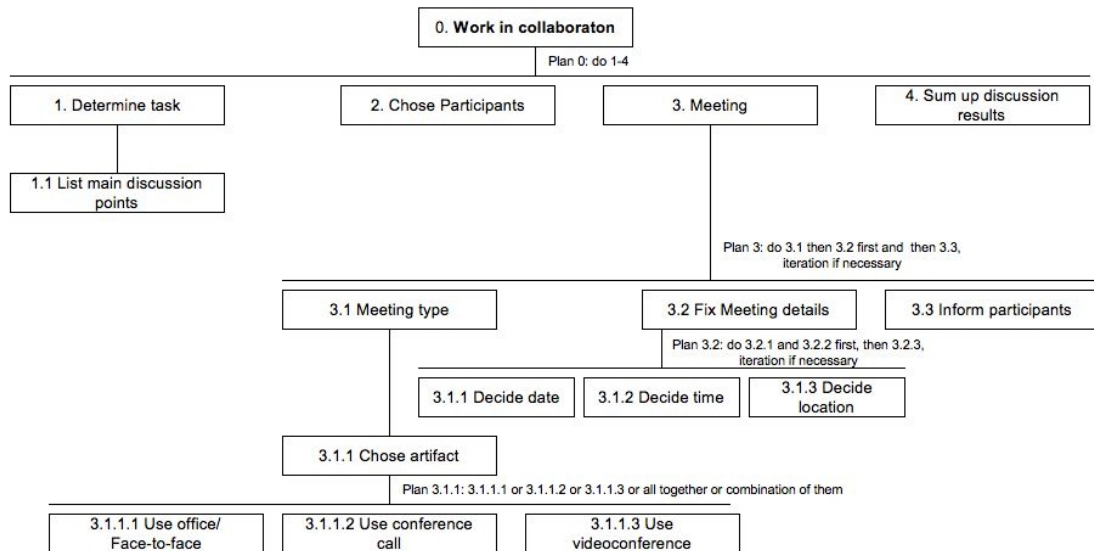 0. Work in collaboraton
Plan 0: do 1-4
1. Determine task
2. Chose Participants
3. Meeting
4. Sum up discussion
results
1.1 List main discussion
points
Plan 3: do 3.1 then 3.2 first and then 3.3,
iteration if necessary
3.1 Meeting type
3.2 Fix Meeting details
3.3 Inform participants
Plan 3.2: do 3.2.1 and 3.2.2 first, then 3.2.3,
iteration if necessary
3.1.1 Decide date
3.1.2 Decide time
3.1.3 Decide
location
3.1.1 Chose artifact
Plan 3.1.1: 3.1.1.1 or 3.1.1.2 or 3.1.1.3 or all together or combination of them
3.1.1.1 Use office/
Face-to-face
3.1.1.2 Use conference
call
3.1.1.3 Use
videoconference